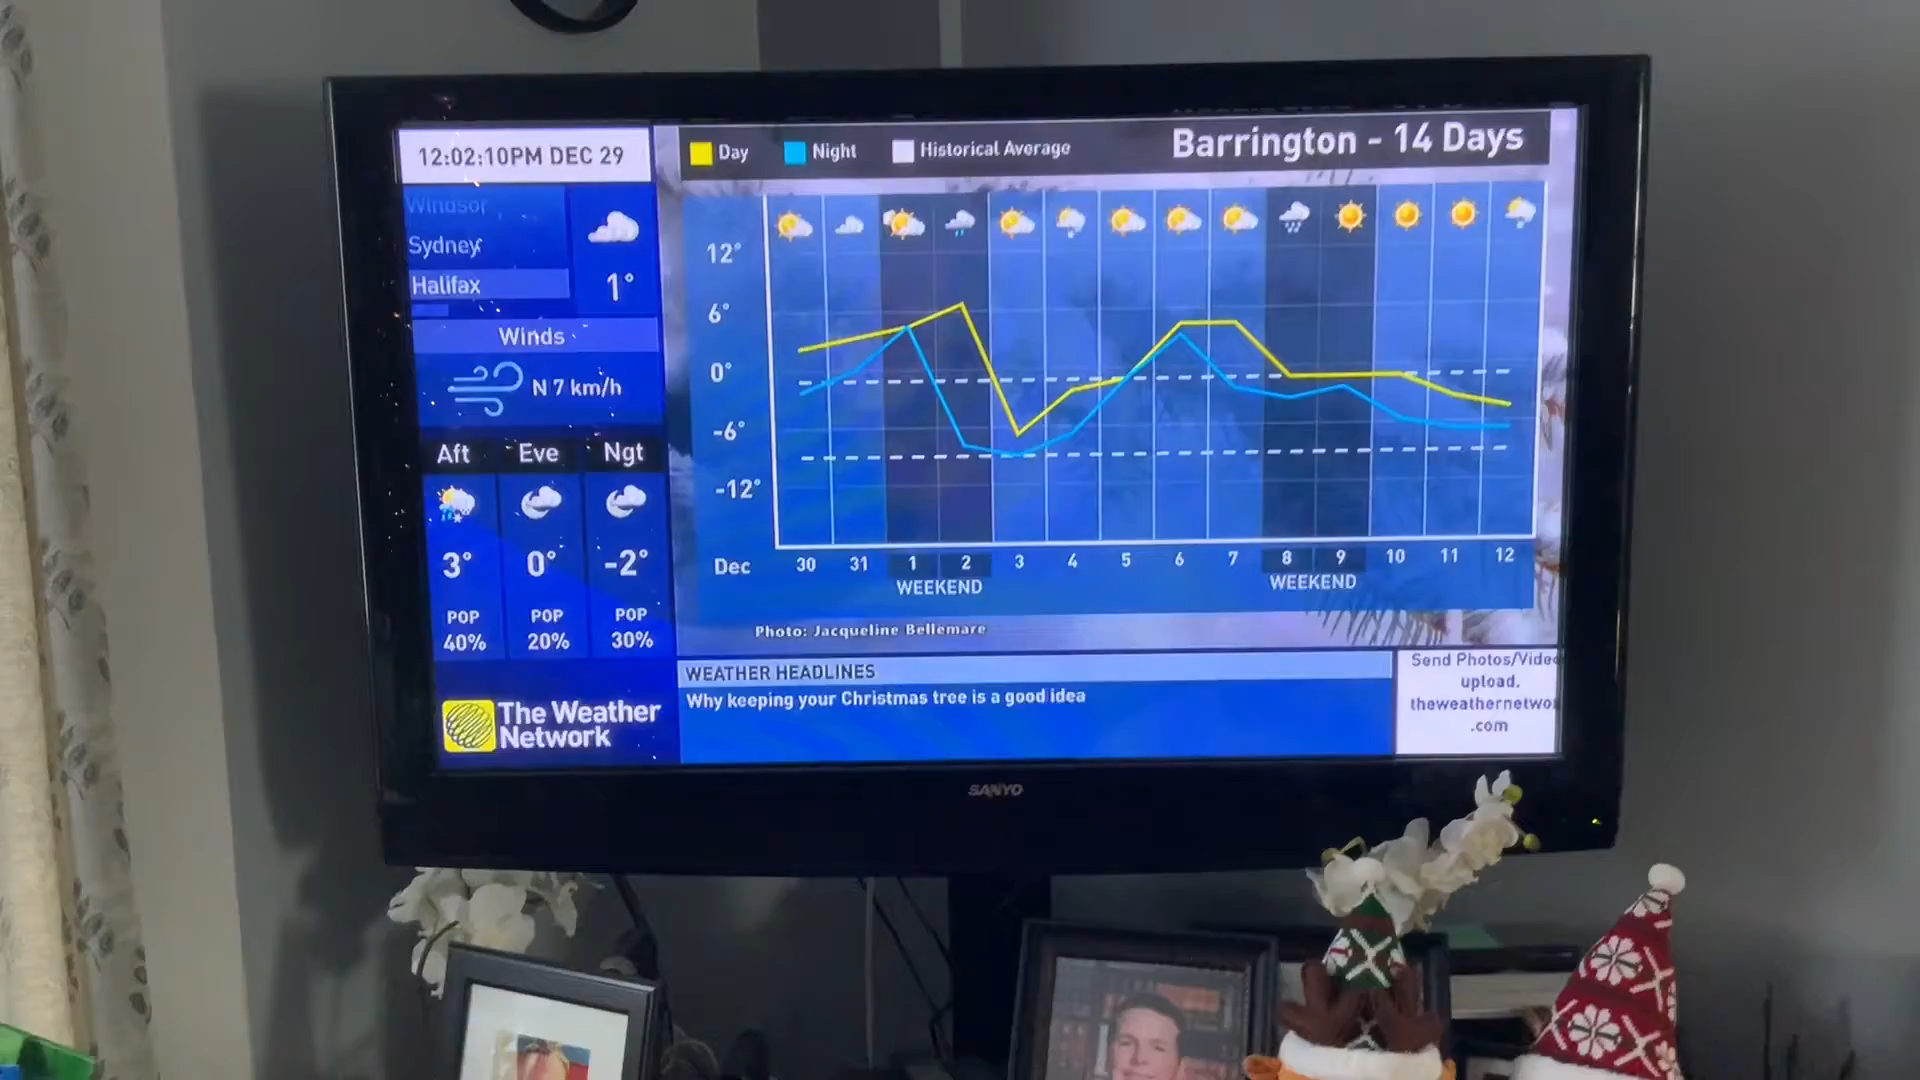 12:02:10PM DEC 29
Windsor
Sydney
Halifax
1°
Winds
N 7 km/h
Aft Eve Ngt
3° 0° -2°
POP POP POP
40% 20% 30%
The Weather
Network
Day Night Historical Average
Barrington - 14 Days
12°
6°
0°
-6°
-12°
Dec 30 31 1 2 3 4 5 6 7 8 9 10 11 12
WEEKEND WEEKEND
Photo: Jacqueline Bellemare
WEATHER HEADLINES
Why keeping your Christmas tree is a good idea
Send Photos/Video
upload.
theweathernetwor
.com
SANYO